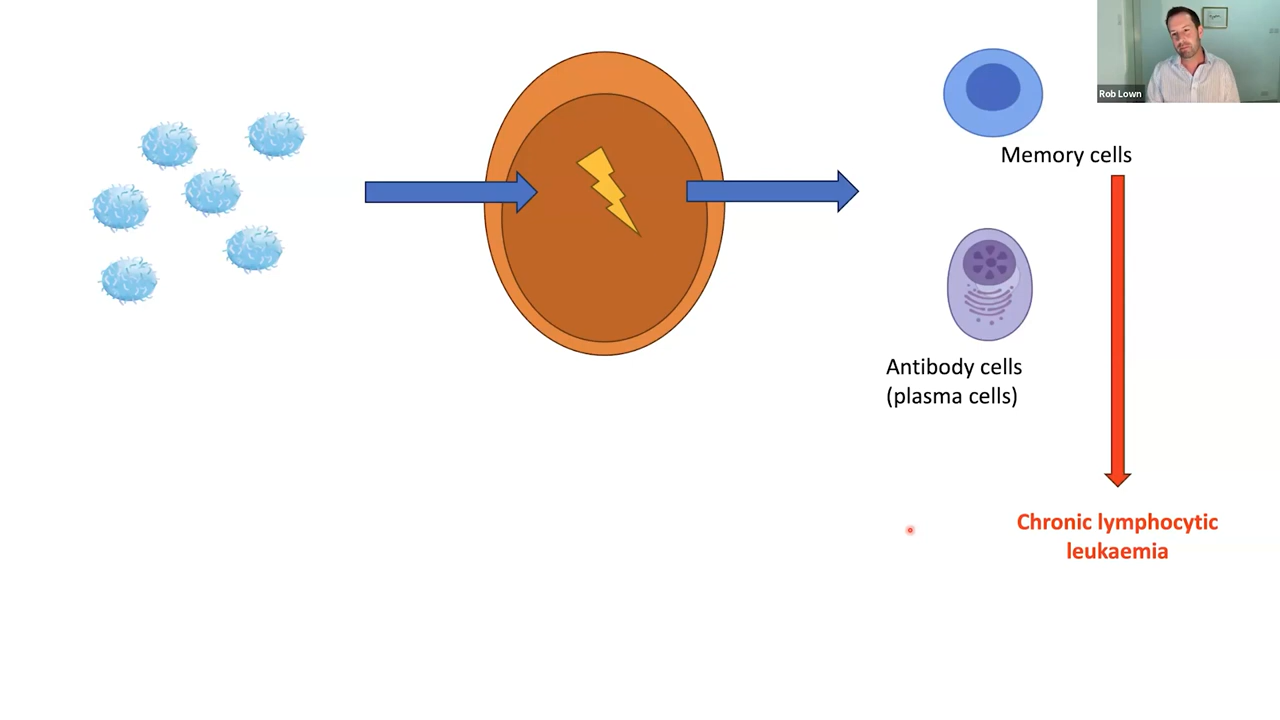 Rob Lown
Memory cells
Antibody cells
(plasma cells)
Chronic lymphocytic
leukaemia